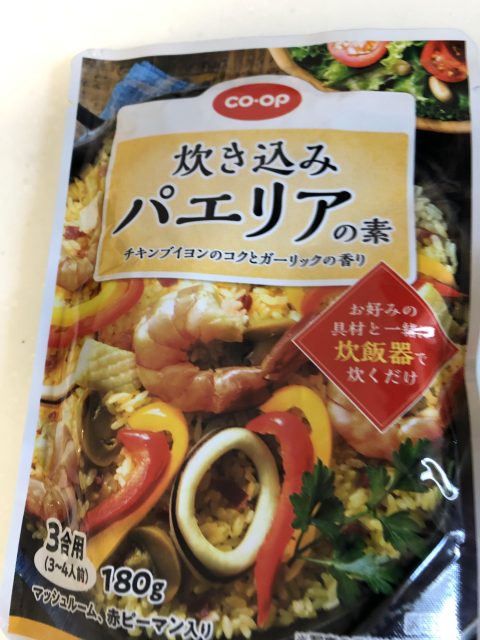 CO·OP
炊き込み
パエリアの素
チキンブイヨンのコクとガーリックの香り
お好みの
具材と一緒に
炊飯器で
炊くだけ
3合用
(3~4人前)
180g
マッシュルーム、赤ピーマン入り